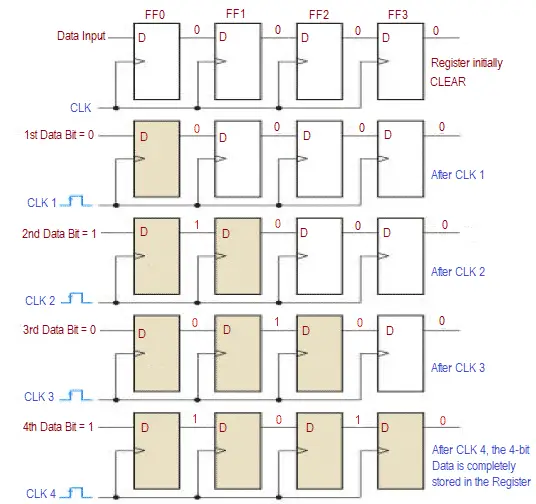 FF0 FF1 FF2 FF3
Data Input D 0 D 0 D 0 D 0
Register initially
CLEAR
CLK
1st Data Bit = 0 D 0 D 0 D 0 D 0
After CLK 1
CLK 1
2nd Data Bit = 1 D 1 D 0 D 0 D 0
After CLK 2
CLK 2
3rd Data Bit = 0 D 0 D 1 D 0 D 0
After CLK 3
CLK 3
4th Data Bit = 1 D 1 D 0 D 1 D 0
After CLK 4, the 4-bit
Data is completely
stored in the Register
CLK 4